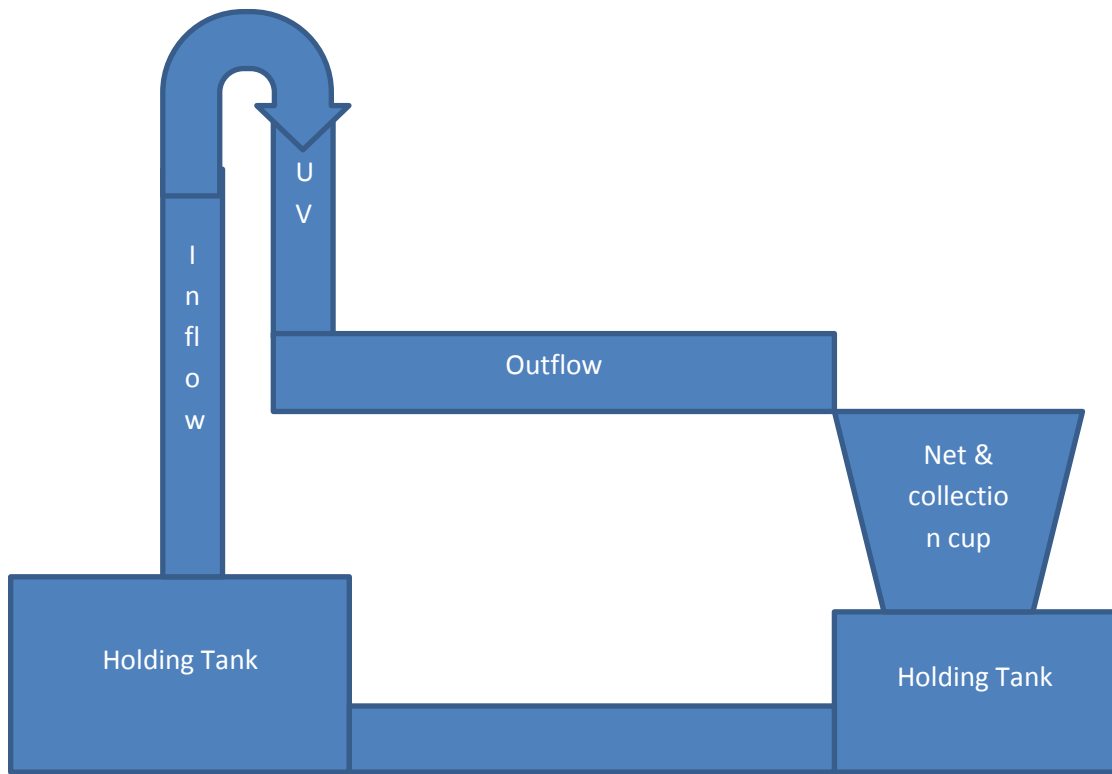 U
V
I
n
fl
o
w
Outflow
Net &
collectio
n cup
Holding Tank
Holding Tank